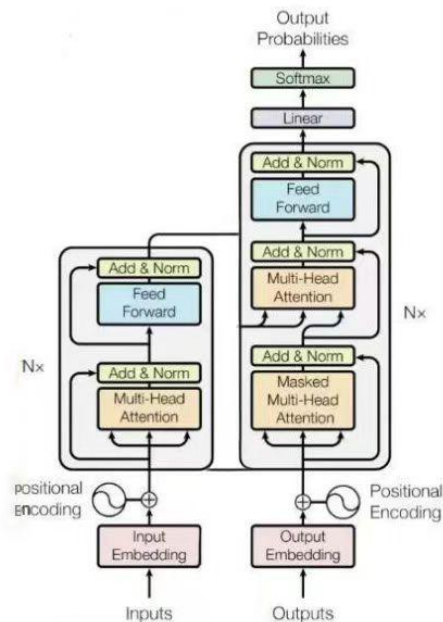 Output
Probabilities
Softmax
Linear
Add & Norm
Feed
Forward
Add & Norm
Multi-Head
Attention
Add & Norm
Masked
Multi-Head
Attention
Nx
Add & Norm
Feed
Forward
Add & Norm
Multi-Head
Attention
Nx
Positional
Encoding
Positional
Encoding
Input
Embedding
Output
Embedding
Inputs
Outputs